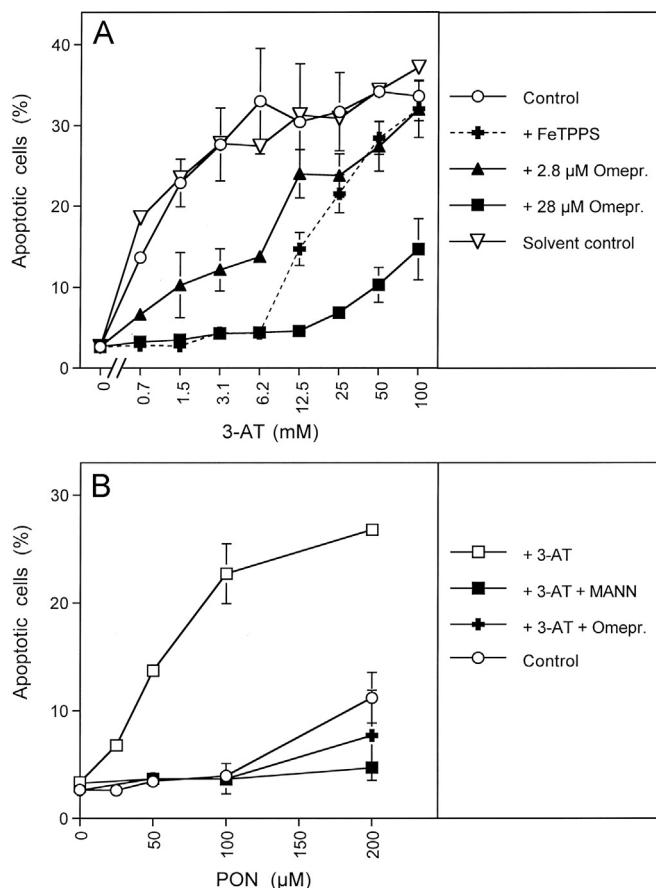 A
Apoptotic cells (%)
40
30
20
10
0
0
0.7
1.5
3.1
6.2
12.5
25
50
100
3-AT (mM)
Control
+ FeTPPS
+ 2.8 µM Omepr.
+ 28 µM Omepr.
Solvent control
B
Apoptotic cells (%)
30
20
10
0
0
50
100
150
200
PON (µM)
+ 3-AT
+ 3-AT + MANN
+ 3-AT + Omepr.
Control